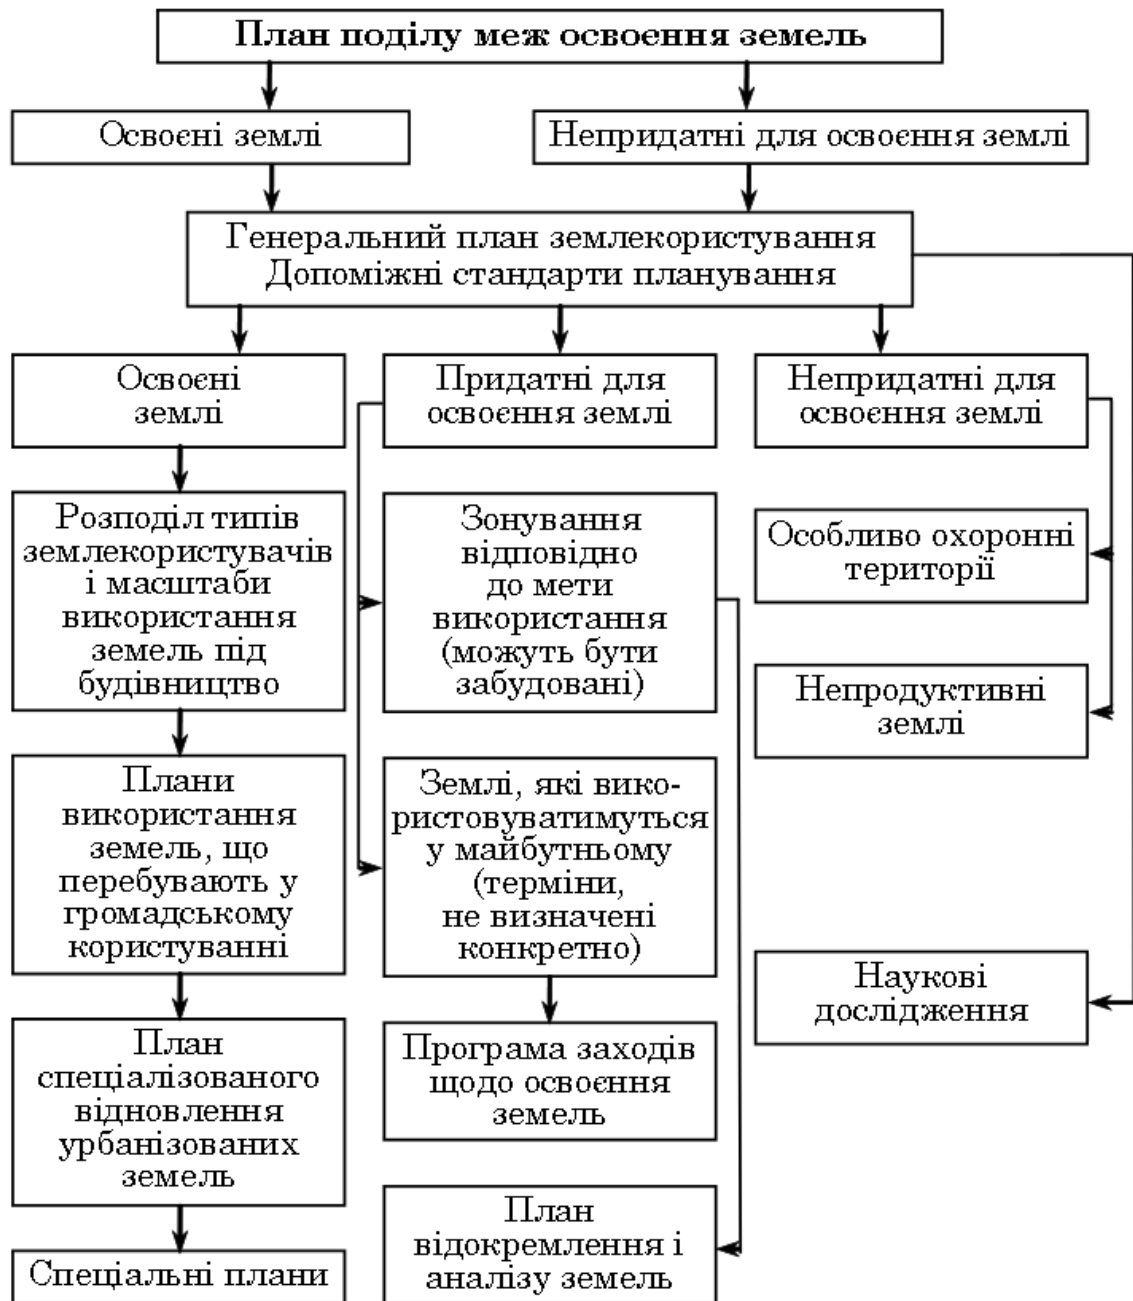 План поділу меж освоєння земель
Освоєні землі
Непридатні для освоєння землі
Генеральний план землекористування
Допоміжні стандарти планування
Освоєні
землі
Придатні для
освоєння землі
Непридатні для
освоєння землі
Розподіл типів
землекористувачів
і масштаби
використання
земель під
будівництво
Зонування
відповідно
до мети
використання
(можуть бути
забудовані)
Особливо охоронні
території
Непродуктивні
землі
Плани
використання
земель, що
перебувають у
громадському
користуванні
Землі, які вико-
ристовуватимуться
у майбутньому
(терміни,
не визначені
конкретно)
Наукові
дослідження
План
спеціалізованого
відновлення
урбанізованих
земель
Програма заходів
щодо освоєння
земель
Спеціальні плани
План
відокремлення і
аналізу земель